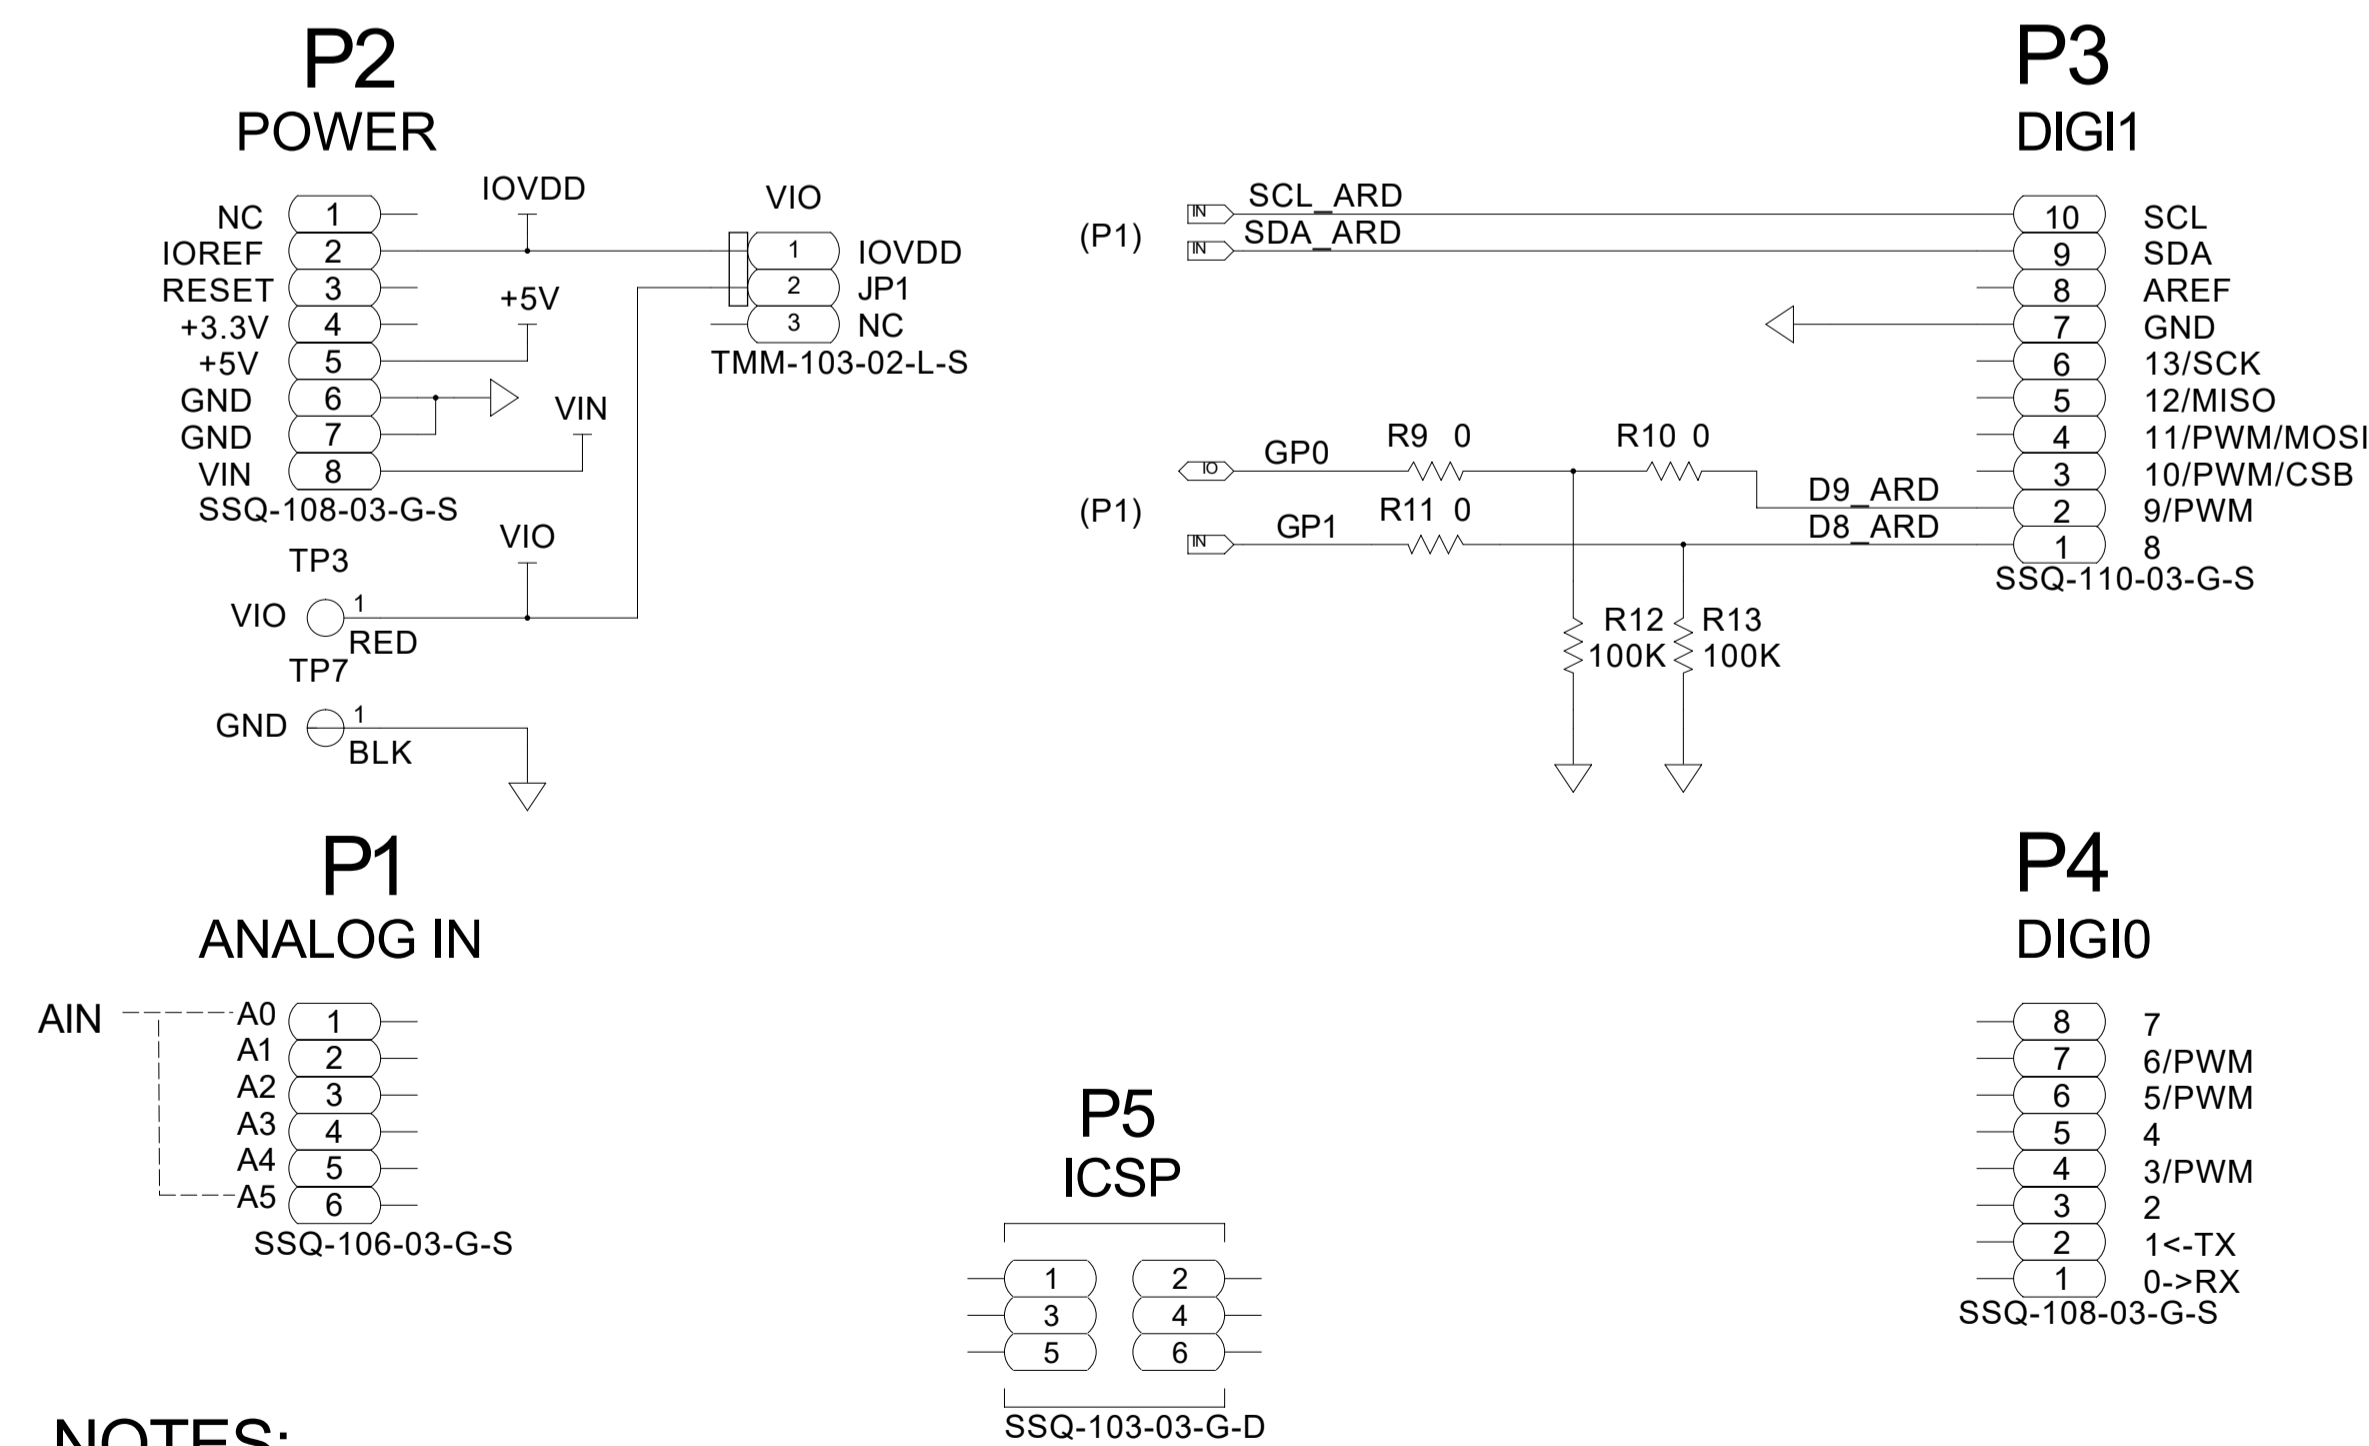 P2
POWER
NC 1
IOREF 2
RESET 3
+3.3V 4
+5V 5
GND 6
GND 7
VIN 8
SSQ-108-03-G-S
IOVDD
+5V
VIN
VIO
1 IOVDD
2 JP1
3 NC
TMM-103-02-L-S
TP3
VIO
VIO 1
RED
TP7
GND 1
BLK
P3
DIGI1
(P1)
IN SCL_ARD
IN SDA_ARD
10 SCL
9 SDA
8 AREF
7 GND
6 13/SCK
5 12/MISO
4 11/PWM/MOSI
3 10/PWM/CSB
2 9/PWM
1 8
SSQ-110-03-G-S
(P1)
IO GP0 R9 0 R10 0 D9_ARD
IN GP1 R11 0 D8_ARD
R12 R13
100K 100K
P1
ANALOG IN
AIN A0 1
A1 2
A2 3
A3 4
A4 5
A5 6
SSQ-106-03-G-S
P5
ICSP
1 2
3 4
5 6
SSQ-103-03-G-D
P4
DIGI0
8 7
7 6/PWM
6 5/PWM
5 4
4 3/PWM
3 2
2 1<-TX
1 0->RX
SSQ-108-03-G-S
NOTES: